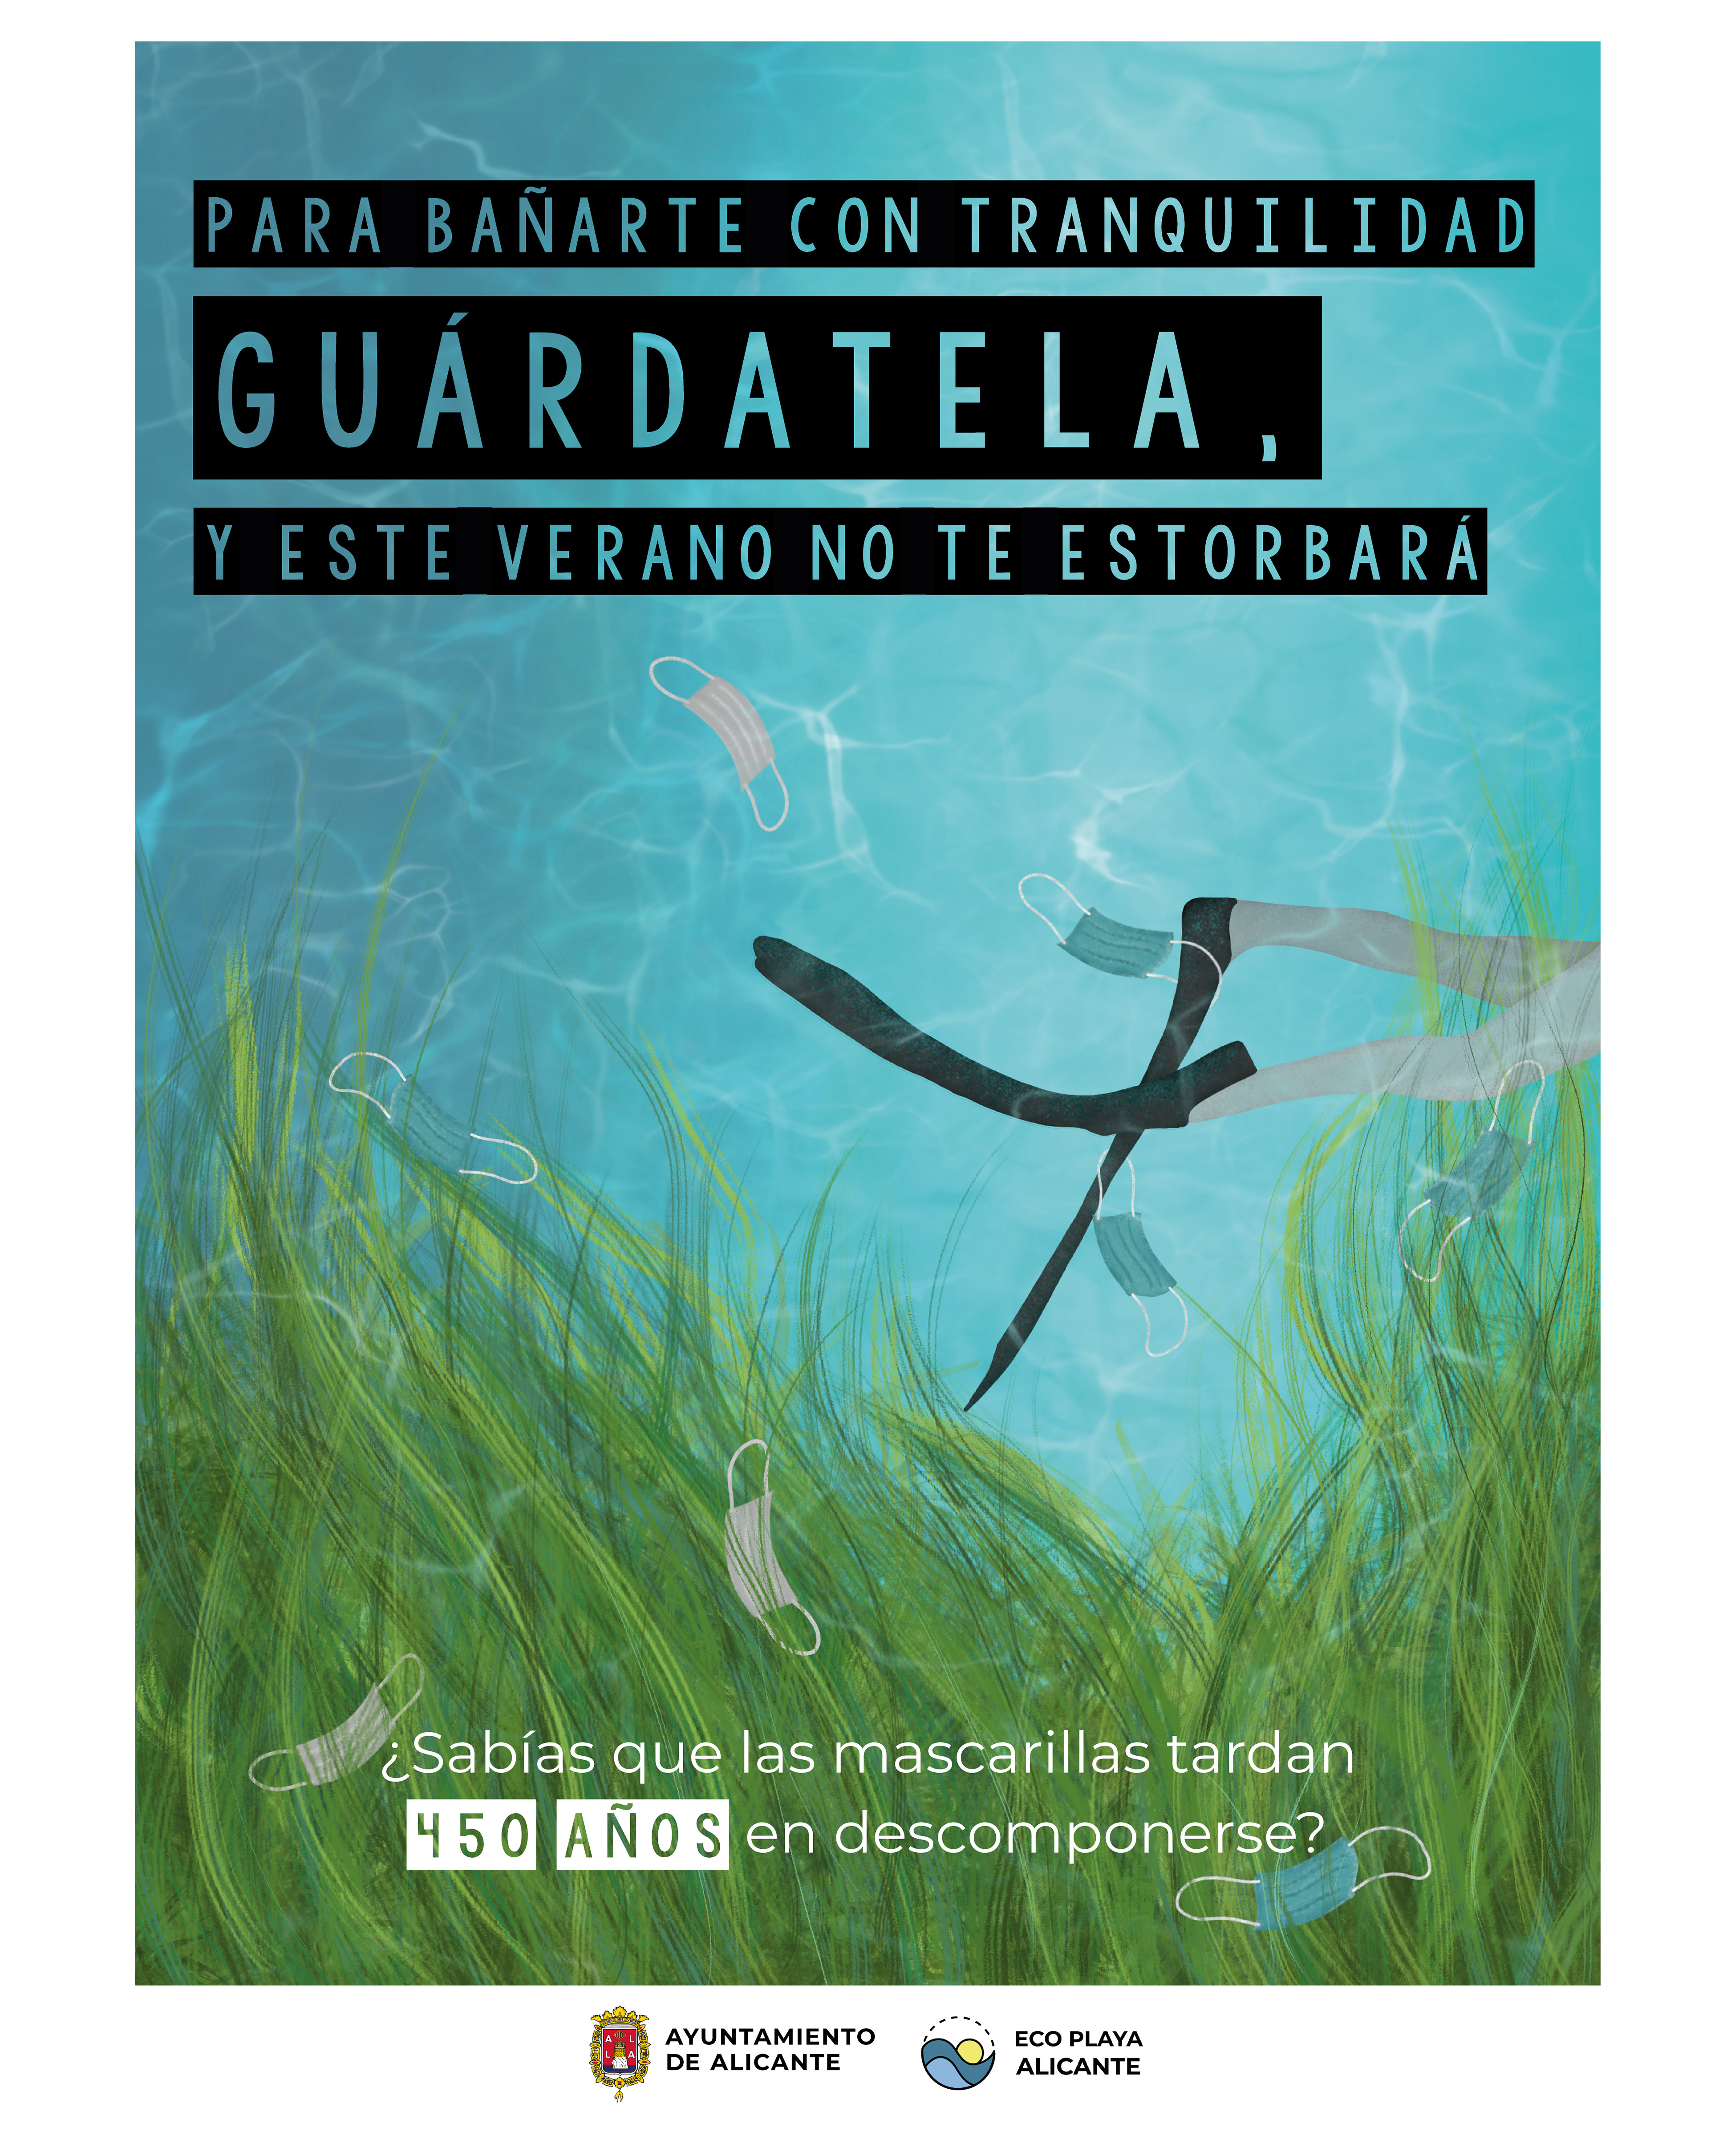 PARA BAÑARTE CON TRANQUILIDAD
GUÁRDATELA,
Y ESTE VERANO NO TE ESTORBARÁ
¿Sabías que las mascarillas tardan
450 AÑOS en descomponerse?
A L
L A
AYUNTAMIENTO
DE ALICANTE
ECO PLAYA
ALICANTE